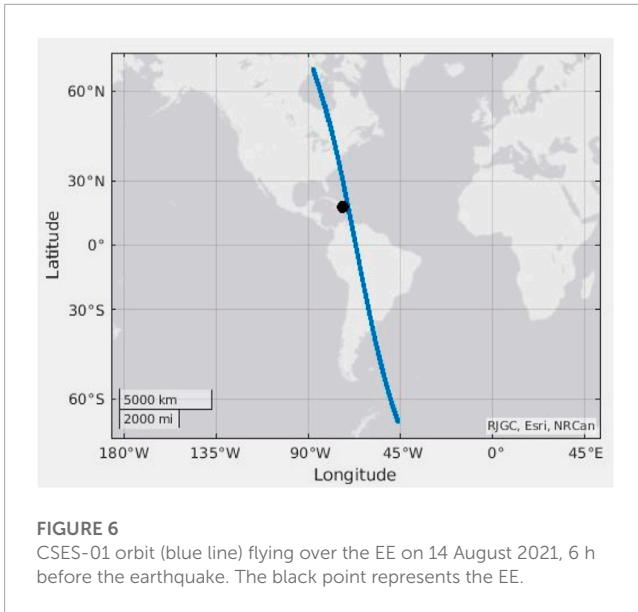 60°N
30°N
0°
30°S
60°S
Latitude
5000 km
2000 mi
RJGC, Esri, NRCan
180°W 135°W 90°W 45°W 0° 45°E
Longitude
FIGURE 6
CSES-01 orbit (blue line) flying over the EE on 14 August 2021, 6 h
before the earthquake. The black point represents the EE.